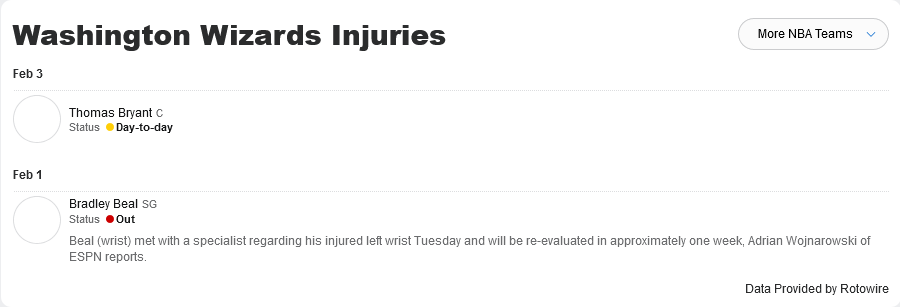 Washington Wizards Injuries
More NBA Teams
Feb 3
Thomas Bryant C
Status Day-to-day
Feb 1
Bradley Beal SG
Status Out
Beal (wrist) met with a specialist regarding his injured left wrist Tuesday and will be re-evaluated in approximately one week, Adrian Wojnarowski of
ESPN reports.
Data Provided by Rotowire